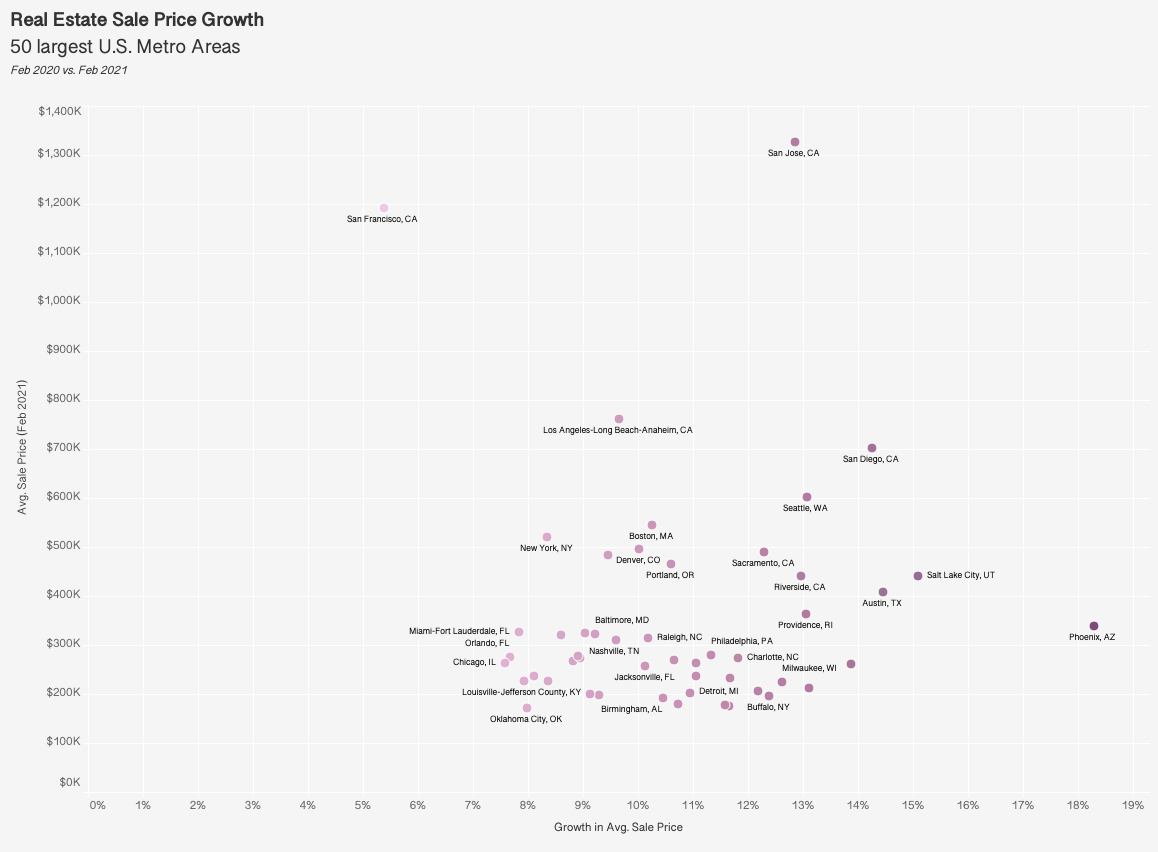 Real Estate Sale Price Growth
50 largest U.S. Metro Areas
Feb 2020 vs. Feb 2021
$1,400K
$1,300K
$1,200K
$1,100K
$1,000K
$900K
$800K
$700K
$600K
$500K
$400K
$300K
$200K
$100K
$0K
Avg. Sale Price (Feb 2021)
San Jose, CA
San Francisco, CA
Los Angeles-Long Beach-Anaheim, CA
San Diego, CA
Seattle, WA
Boston, MA
New York, NY
Denver, CO
Sacramento, CA
Portland, OR
Salt Lake City, UT
Riverside, CA
Austin, TX
Baltimore, MD
Providence, RI
Miami-Fort Lauderdale, FL
Raleigh, NC
Phoenix, AZ
Orlando, FL
Philadelphia, PA
Nashville, TN
Charlotte, NC
Chicago, IL
Milwaukee, WI
Jacksonville, FL
Louisville-Jefferson County, KY
Detroit, MI
Birmingham, AL
Buffalo, NY
Oklahoma City, OK
0% 1% 2% 3% 4% 5% 6% 7% 8% 9% 10% 11% 12% 13% 14% 15% 16% 17% 18% 19%
Growth in Avg. Sale Price